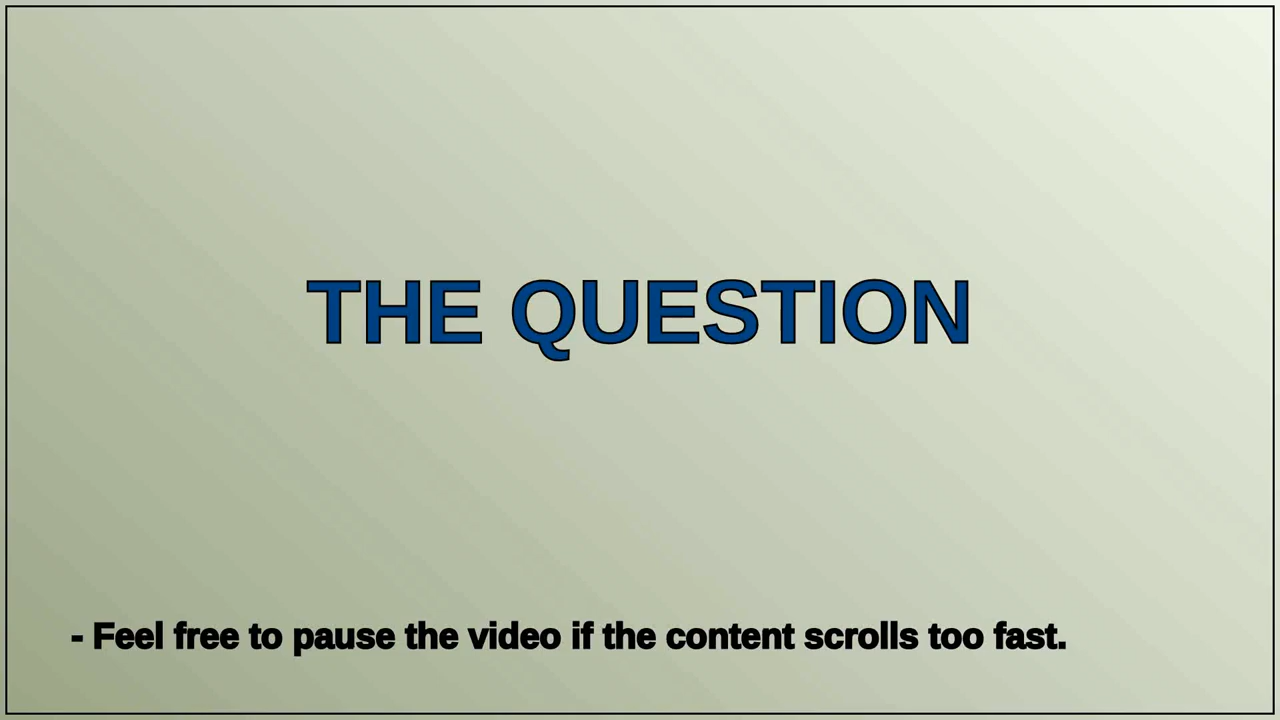 THE QUESTION
- Feel free to pause the video if the content scrolls too fast.